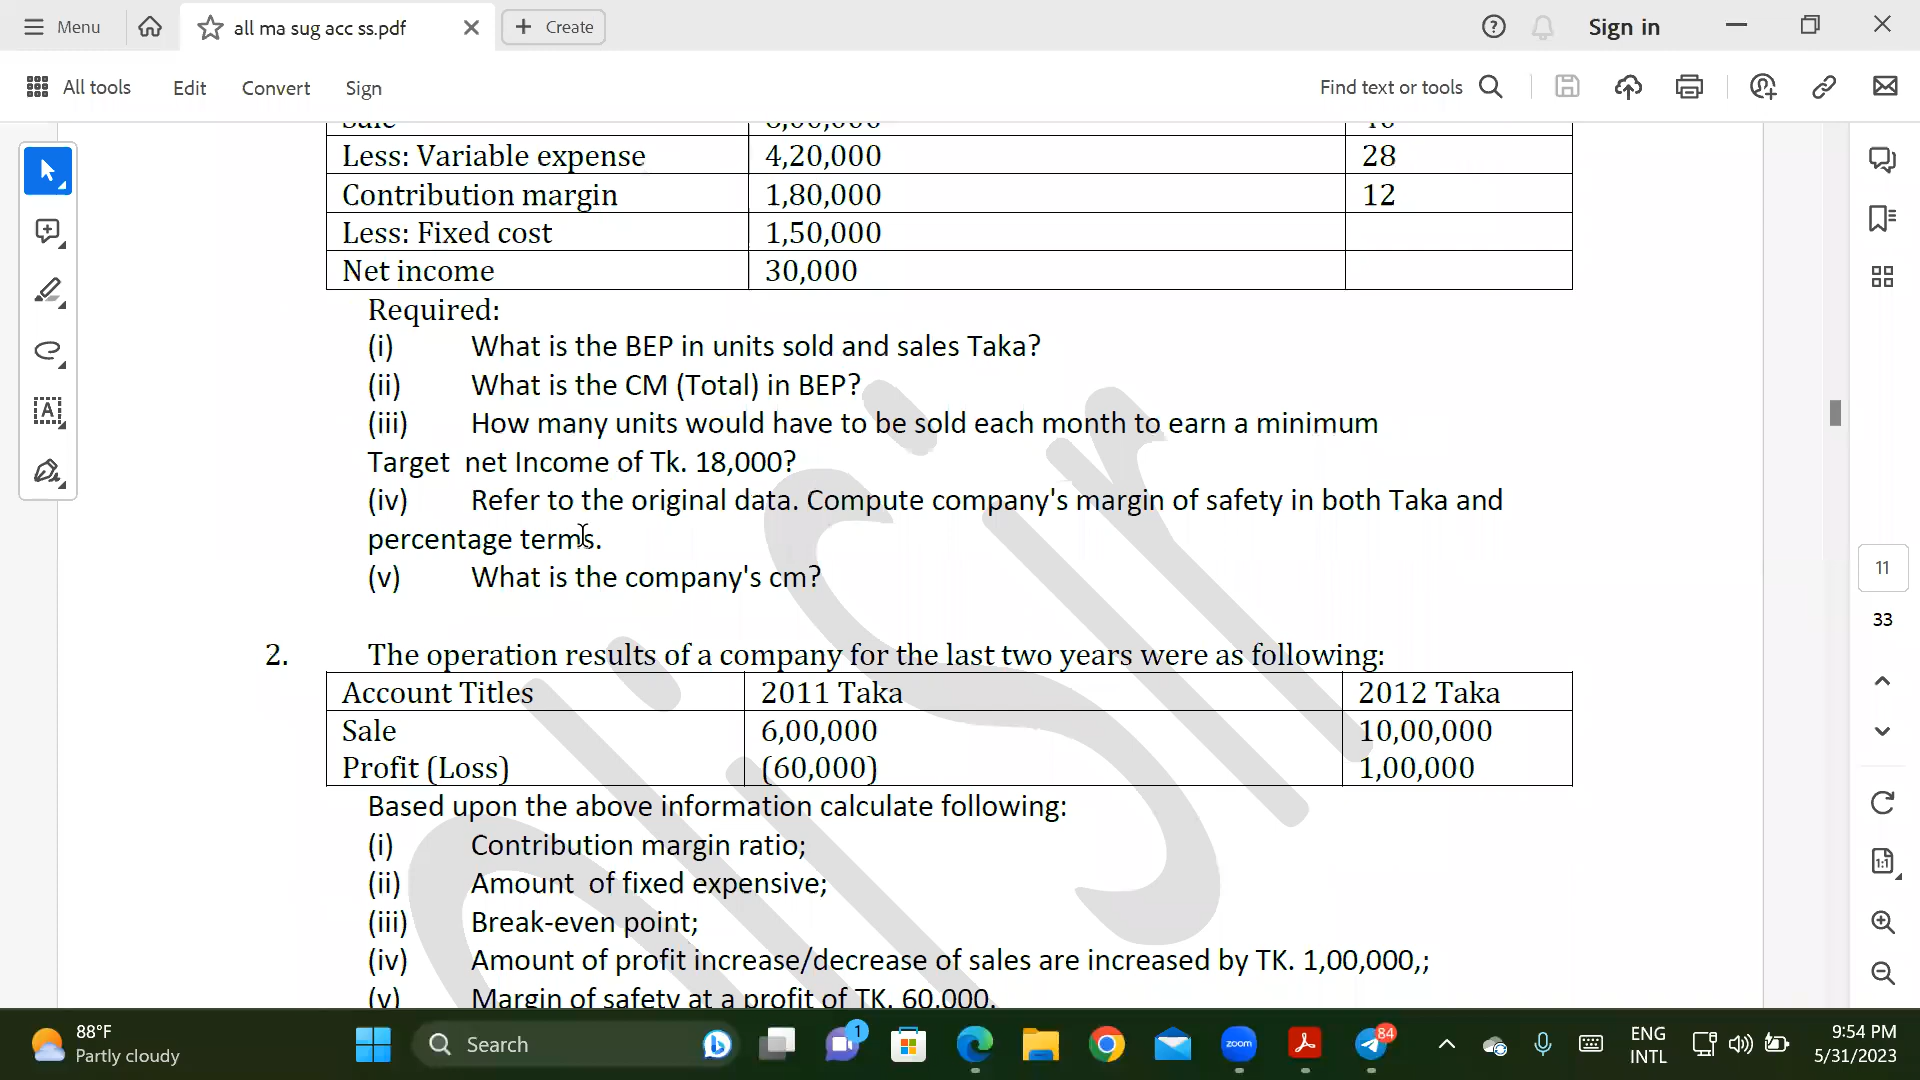 Menu
all ma sug acc ss.pdf
Create
Sign in
All tools
Edit
Convert
Sign
Find text or tools
Less: Variable expense 4,20,000 28
Contribution margin 1,80,000 12
Less: Fixed cost 1,50,000
Net income 30,000
Required:
(i) What is the BEP in units sold and sales Taka?
(ii) What is the CM (Total) in BEP?
(iii) How many units would have to be sold each month to earn a minimum
Target net Income of Tk. 18,000?
(iv) Refer to the original data. Compute company's margin of safety in both Taka and
percentage terms.
(v) What is the company's cm?
2. The operation results of a company for the last two years were as following:
Account Titles 2011 Taka 2012 Taka
Sale 6,00,000 10,00,000
Profit (Loss) (60,000) 1,00,000
Based upon the above information calculate following:
(i) Contribution margin ratio;
(ii) Amount of fixed expensive;
(iii) Break-even point;
(iv) Amount of profit increase/decrease of sales are increased by TK. 1,00,000,;
(v) Margin of safety at a profit of TK. 60,000.
11
33
88°F
Partly cloudy
Search
1
zoom
84
ENG
INTL
9:54 PM
5/31/2023